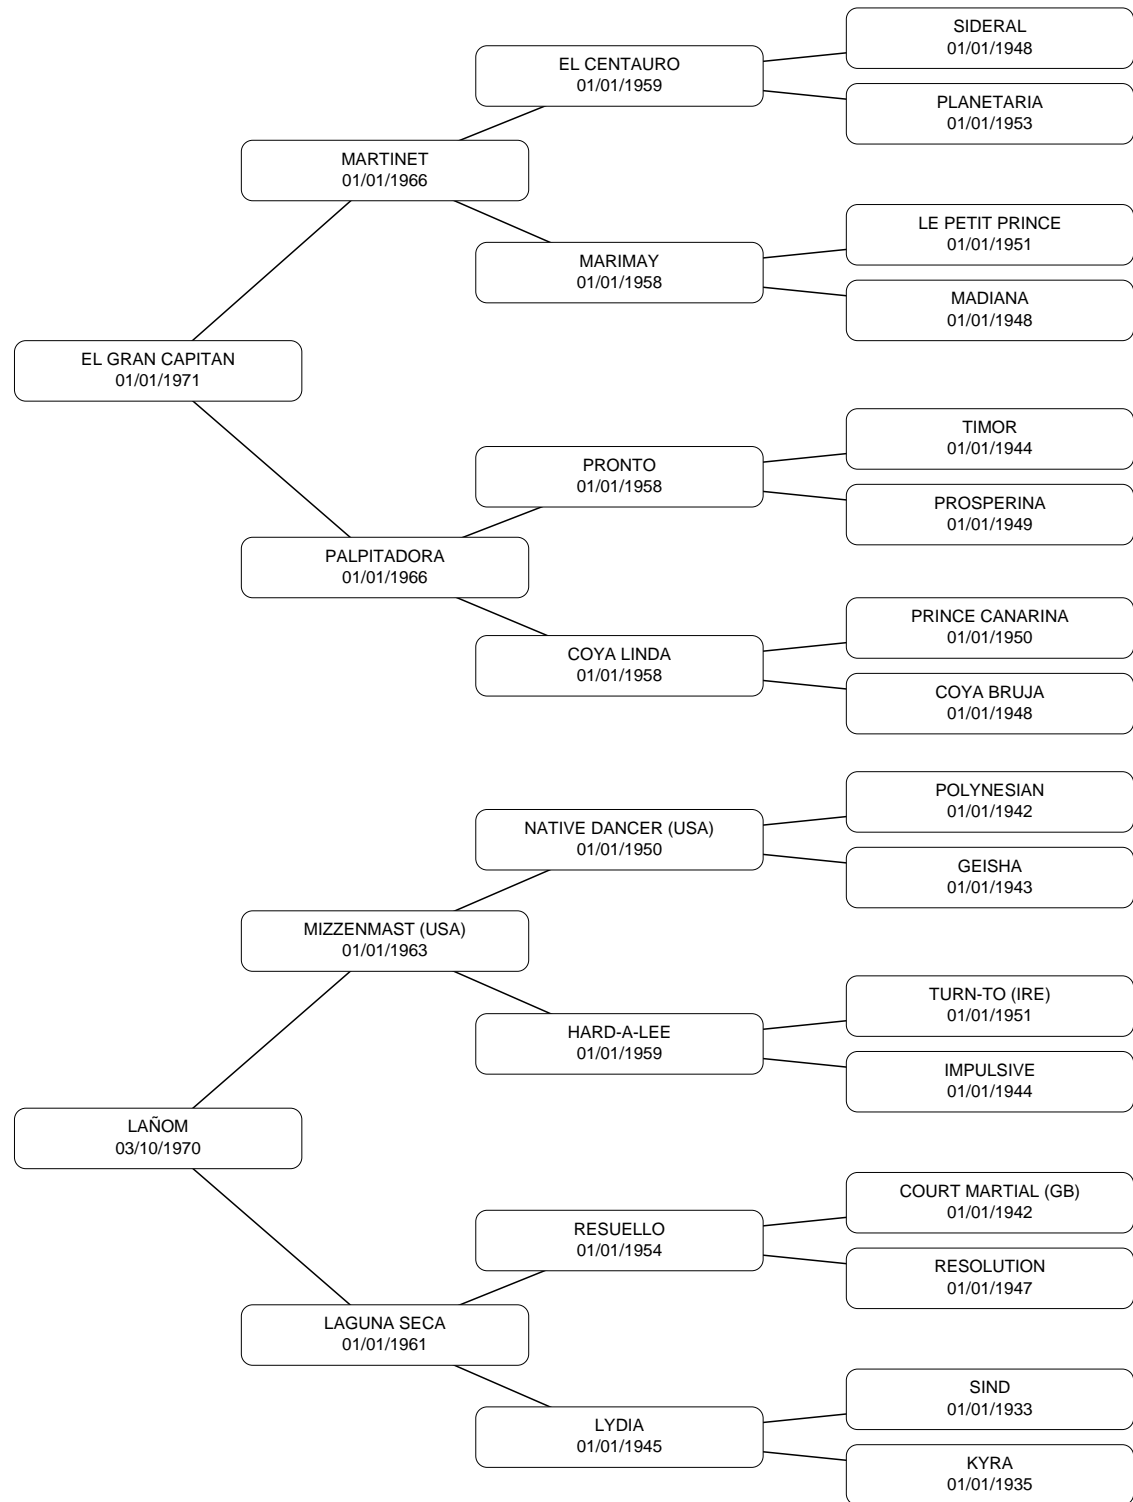 SIDERAL
01/01/1948
EL CENTAURO
01/01/1959
PLANETARIA
01/01/1953
MARTINET
01/01/1966
LE PETIT PRINCE
01/01/1951
MARIMAY
01/01/1958
MADIANA
01/01/1948
EL GRAN CAPITAN
01/01/1971
TIMOR
01/01/1944
PRONTO
01/01/1958
PROSPERINA
01/01/1949
PALPITADORA
01/01/1966
PRINCE CANARINA
01/01/1950
COYA LINDA
01/01/1958
COYA BRUJA
01/01/1948
POLYNESIAN
01/01/1942
NATIVE DANCER (USA)
01/01/1950
GEISHA
01/01/1943
MIZZENMAST (USA)
01/01/1963
TURN-TO (IRE)
01/01/1951
HARD-A-LEE
01/01/1959
IMPULSIVE
01/01/1944
LAÑOM
03/10/1970
COURT MARTIAL (GB)
01/01/1942
RESUELLO
01/01/1954
RESOLUTION
01/01/1947
LAGUNA SECA
01/01/1961
SIND
01/01/1933
LYDIA
01/01/1945
KYRA
01/01/1935